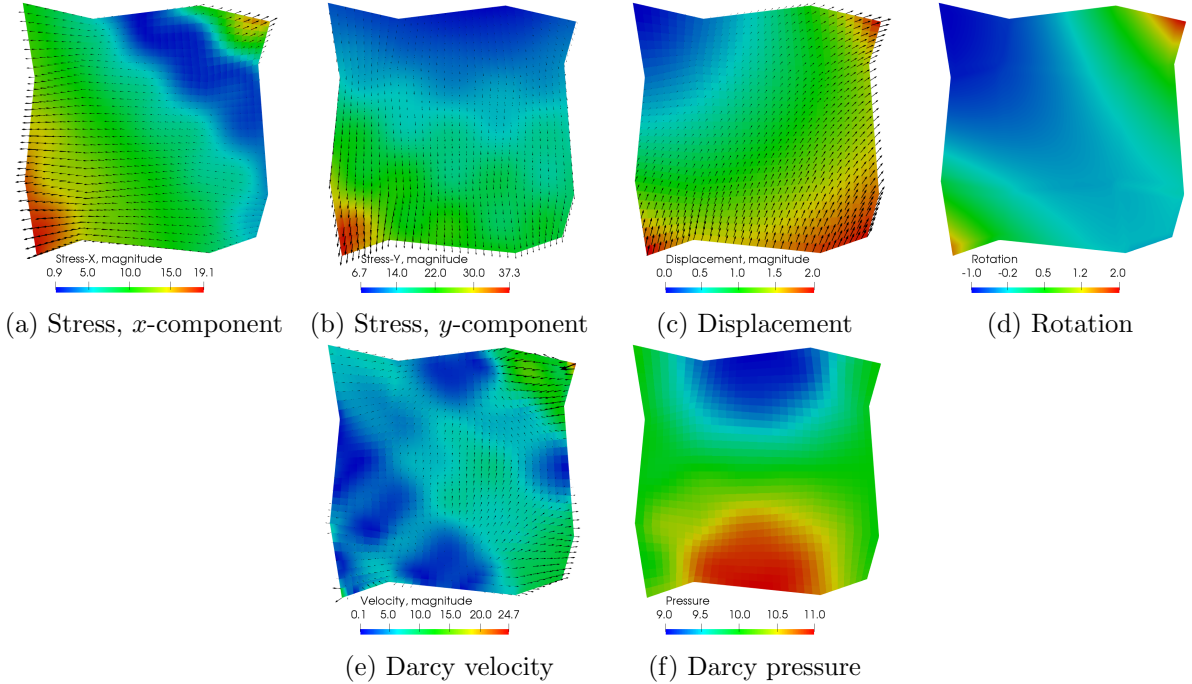 Stress-X, magnitude
0.9 5.0 10.0 15.0 19.1
Stress-Y, magnitude
6.7 14.0 22.0 30.0 37.3
Displacement, magnitude
0.0 0.5 1.0 1.5 2.0
Rotation
-1.0 -0.2 0.5 1.2 2.0
(a) Stress, x-component
(b) Stress, y-component
(c) Displacement
(d) Rotation
Velocity, magnitude
0.1 5.0 10.0 15.0 20.0 24.7
Pressure
9.0 9.5 10.0 10.5 11.0
(e) Darcy velocity
(f) Darcy pressure